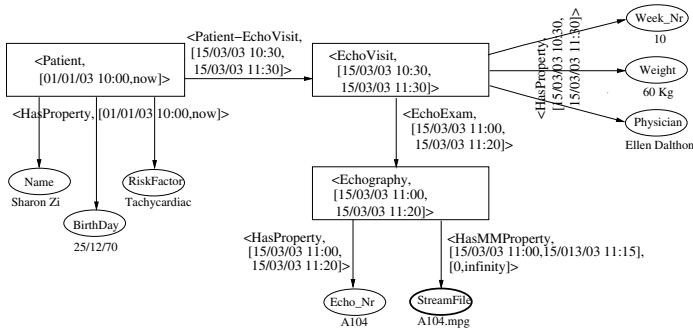 <Patient,
[01/01/03 10:00,now]>
<Patient-EchoVisit,
[15/03/03 10:30,
15/03/03 11:30]>
<EchoVisit,
[15/03/03 10:30,
15/03/03 11:30]>
<HasProperty,
[15/03/03 10:30,
15/03/03 11:30]>
Week_Nr
10
Weight
60 Kg
Physician
Ellen Dalthon
<HasProperty, [01/01/03 10:00,now]>
Name
Sharon Zi
BirthDay
25/12/70
RiskFactor
Tachycardiac
<EchoExam,
[15/03/03 11:00,
15/03/03 11:20]>
<Echography,
[15/03/03 11:00,
15/03/03 11:20]>
<HasProperty,
[15/03/03 11:00,
15/03/03 11:20]>
<HasMMProperty,
[15/03/03 11:00,15/013/03 11:15],
[0,infinity]>
Echo_Nr
A104
StreamFile
A104.mpg